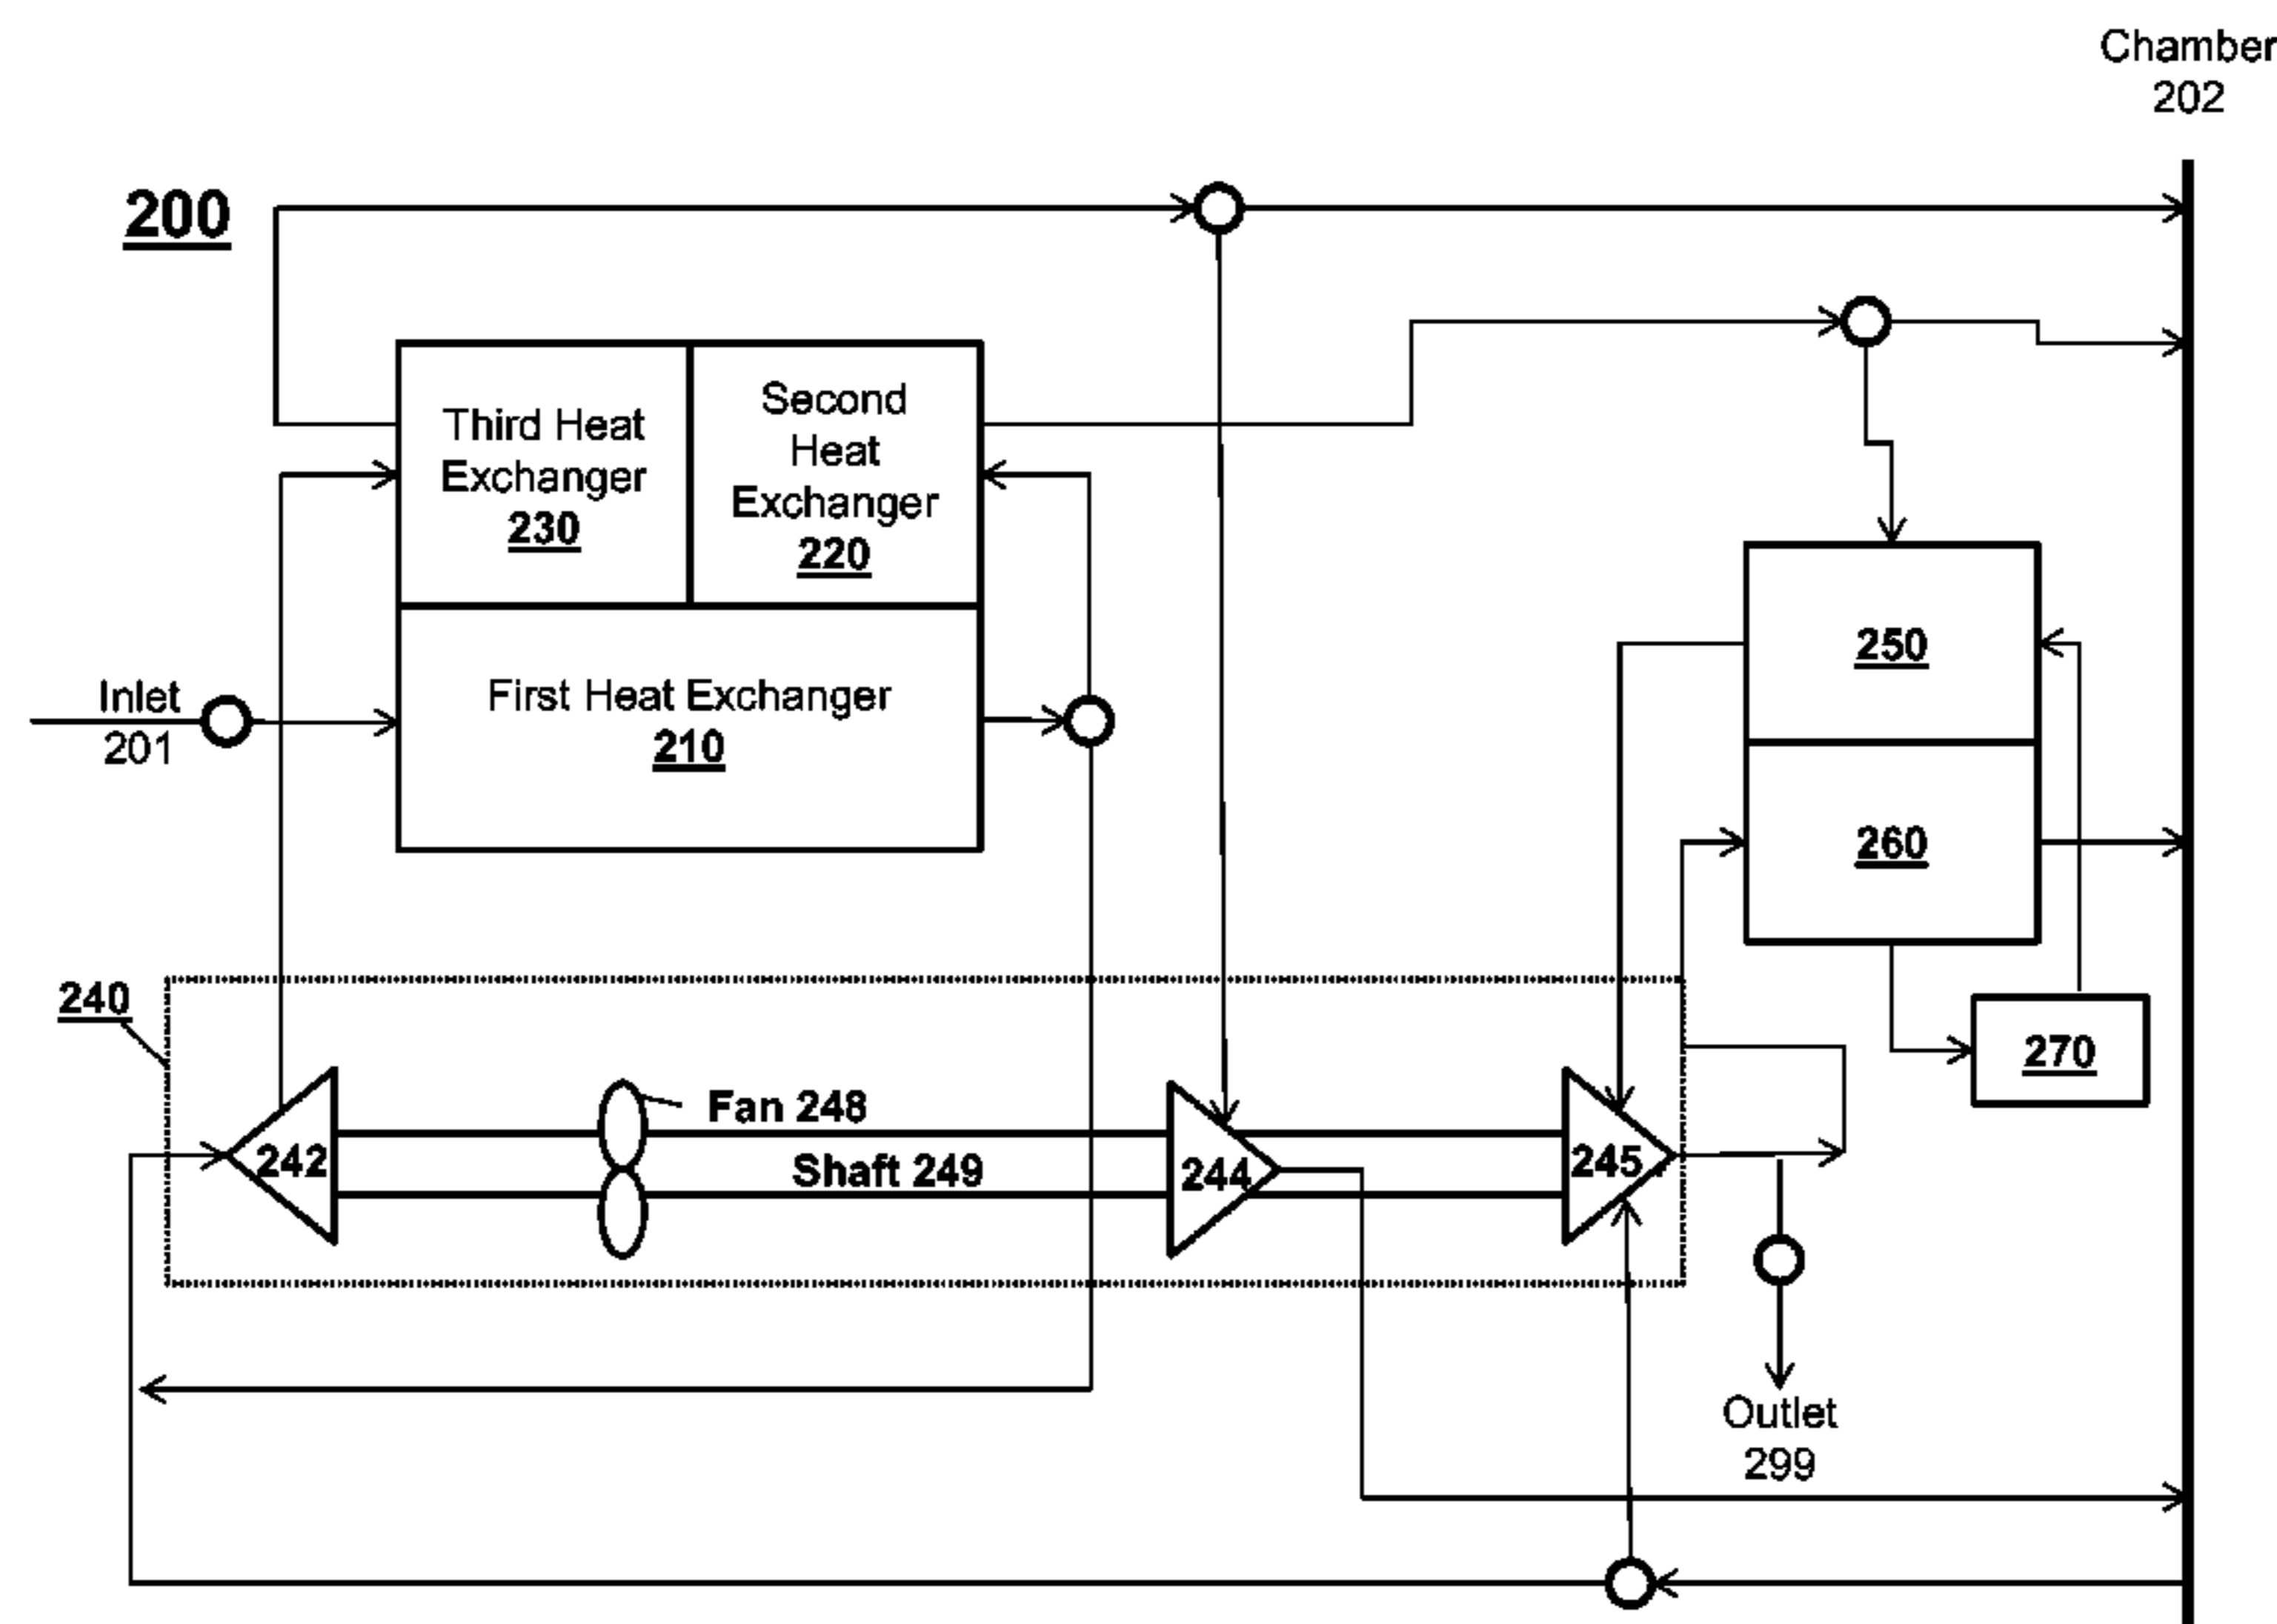 Chamber
202
200
Third Heat
Exchanger
230
Second
Heat
Exchanger
220
Inlet
201
First Heat Exchanger
210
250
260
270
240
242
Fan 248
Shaft 249
244
245
Outlet
299